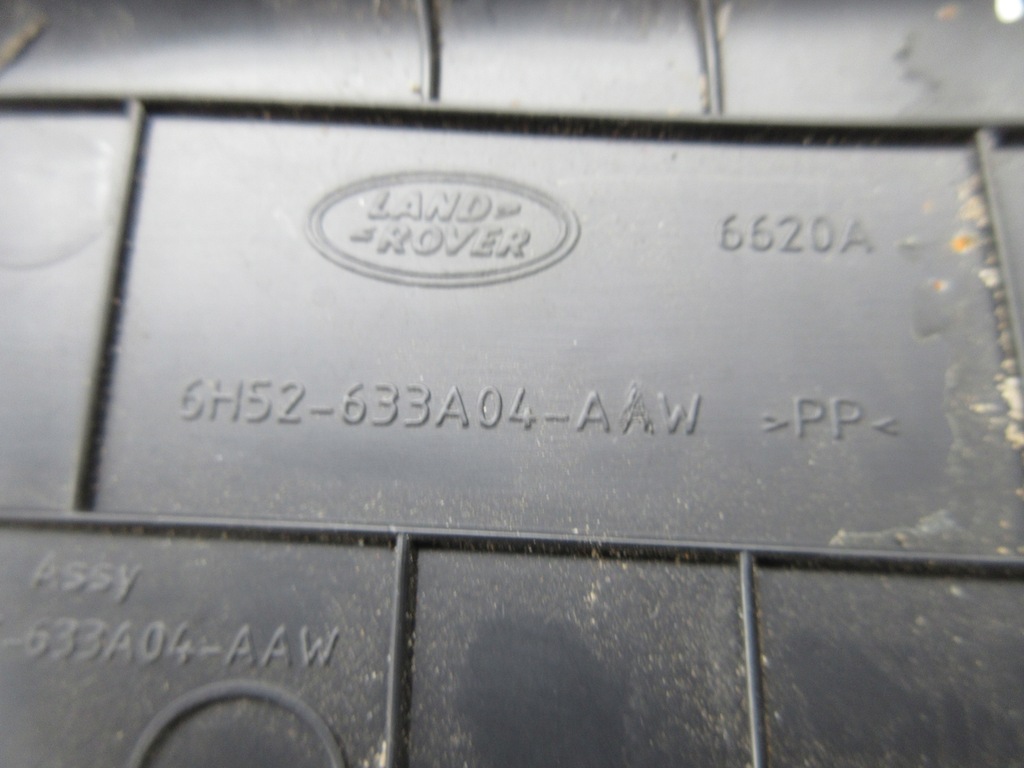 LAND-
-ROVER
6620A
6H52-633A04-AAW >PP<
Assy
-633A04-AAW